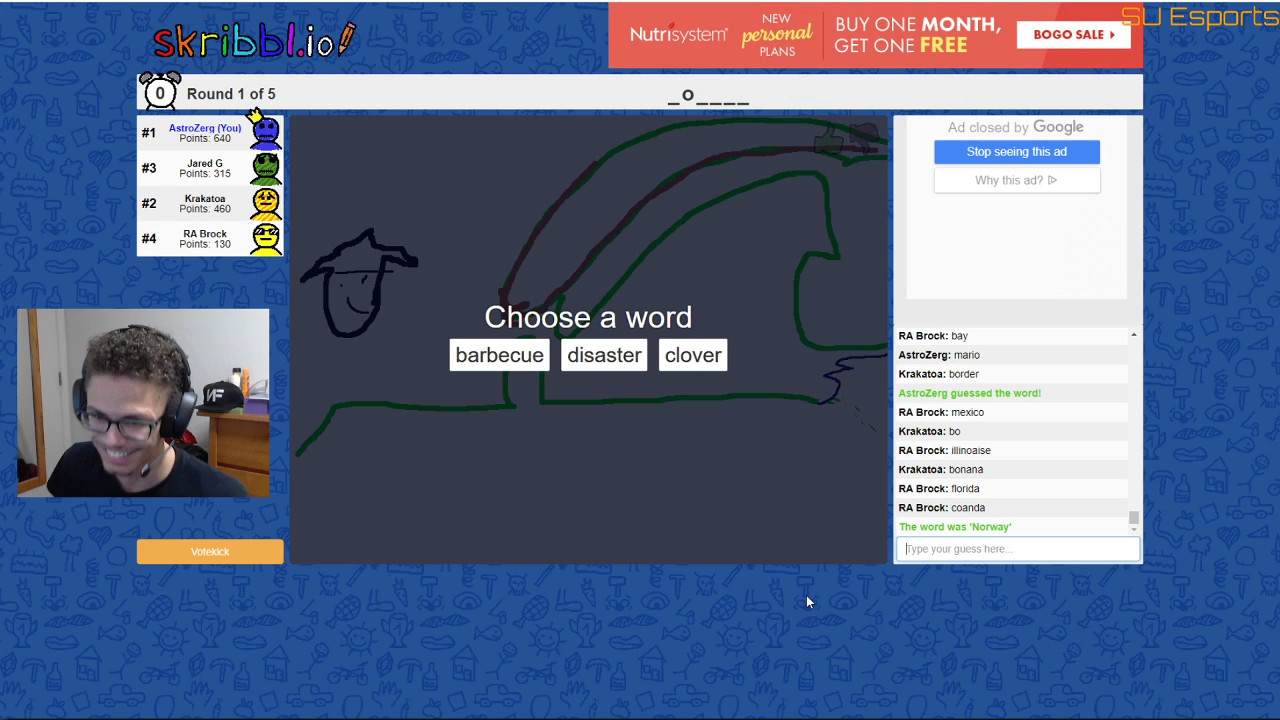 SU Esports
skribbl.io
Nutrisystem
NEW
personal
PLANS
BUY ONE MONTH,
GET ONE FREE
BOGO SALE
0
Round 1 of 5
_o____
#1
AstroZerg (You)
Points: 640
#3
Jared G
Points: 315
#2
Krakatoa
Points: 460
#4
RA Brock
Points: 130
Votekick
Choose a word
barbecue disaster clover
Ad closed by Google
Stop seeing this ad
Why this ad?
RA Brock: bay
AstroZerg: mario
Krakatoa: border
AstroZerg guessed the word!
RA Brock: mexico
Krakatoa: bo
RA Brock: illinoaise
Krakatoa: bonana
RA Brock: florida
RA Brock: coanda
The word was 'Norway'
Type your guess here...
NF